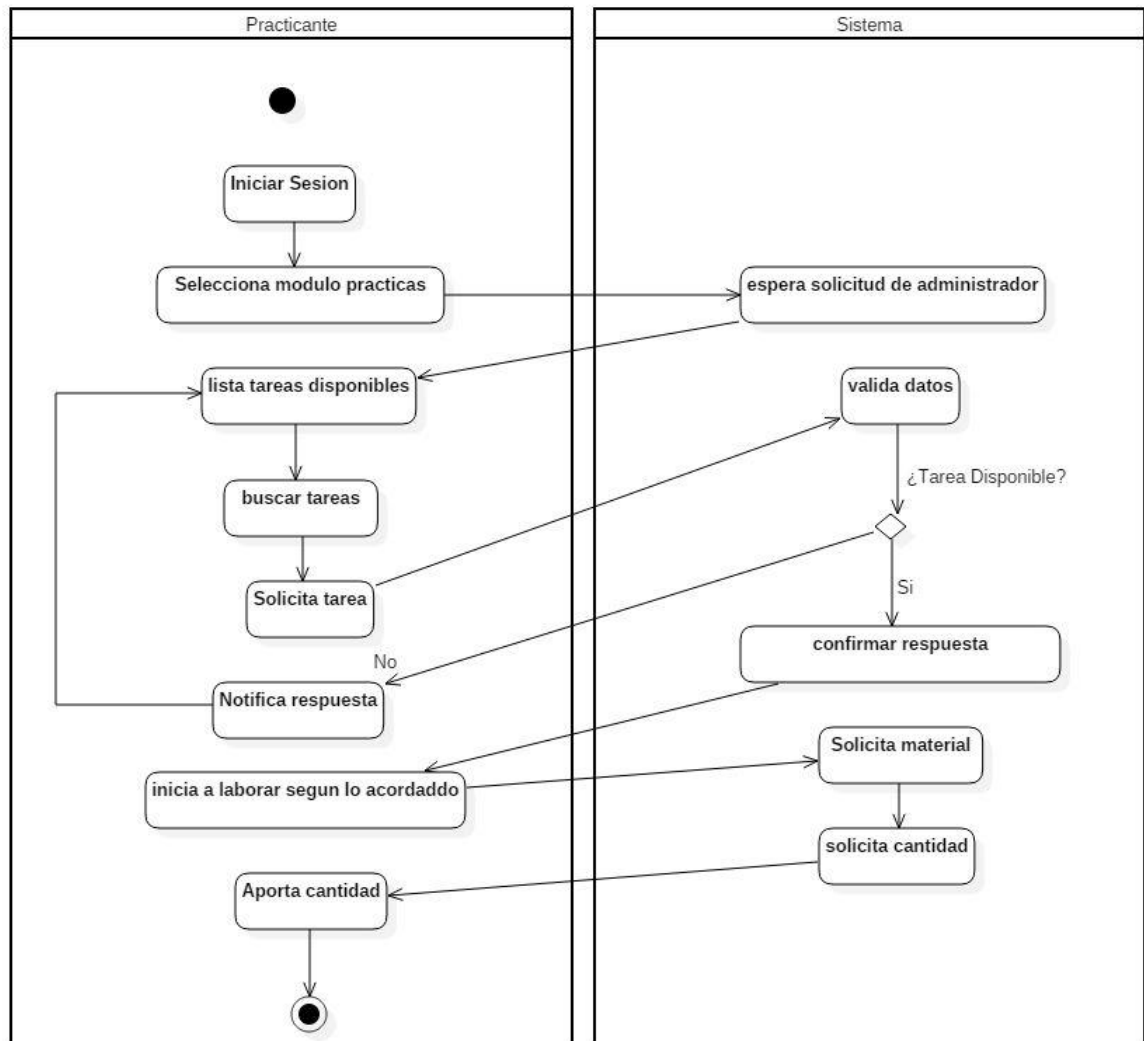 Practicante
Sistema
Iniciar Sesion
Selecciona modulo practicas
espera solicitud de administrador
lista tareas disponibles
valida datos
¿Tarea Disponible?
buscar tareas
Solicita tarea
Si
confirmar respuesta
No
Notifica respuesta
Solicita material
inicia a laborar segun lo acordaddo
solicita cantidad
Aporta cantidad